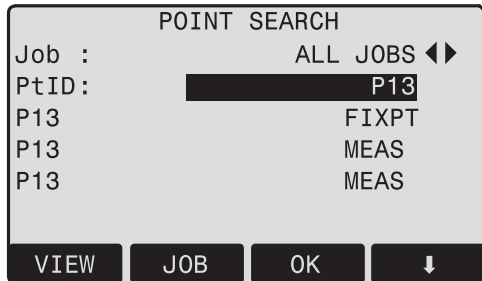 POINT SEARCH
Job : ALL JOBS
PtID: P13
P13 FIXPT
P13 MEAS
P13 MEAS
VIEW JOB OK